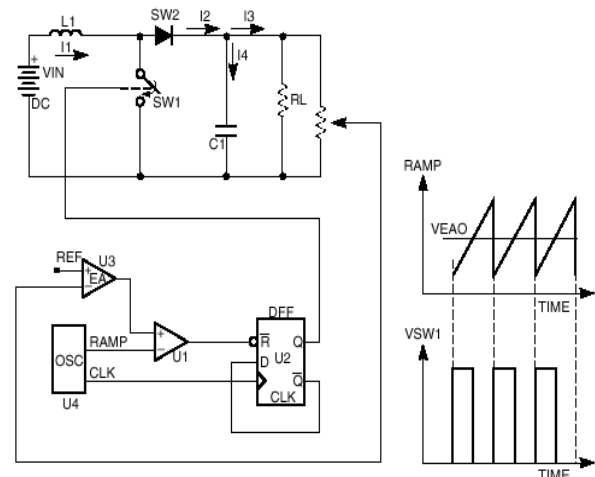 L1
SW2
I2
I3
I1
I4
+
VIN
DC
SW1
C1
RL
REF
U3
+
EA
−
+
−
U1
OSC
RAMP
CLK
U4
DFF
R
Q
D
U2
Q
CLK
RAMP
VEAO
TIME
VSW1
TIME